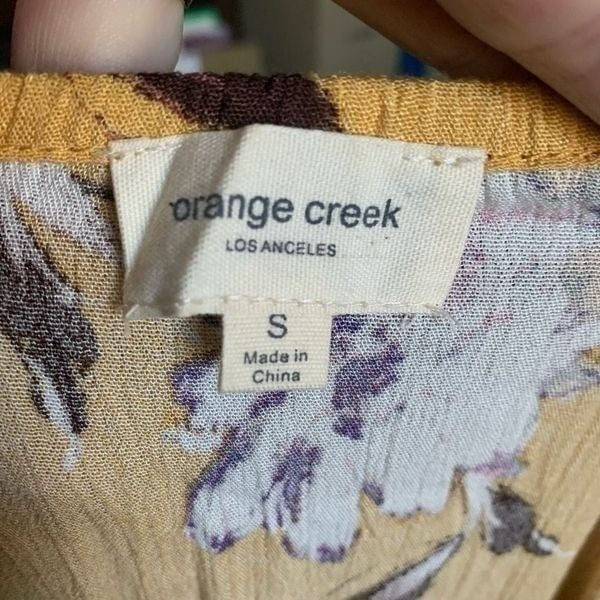 orange creek
LOS ANGELES
S
Made in
China